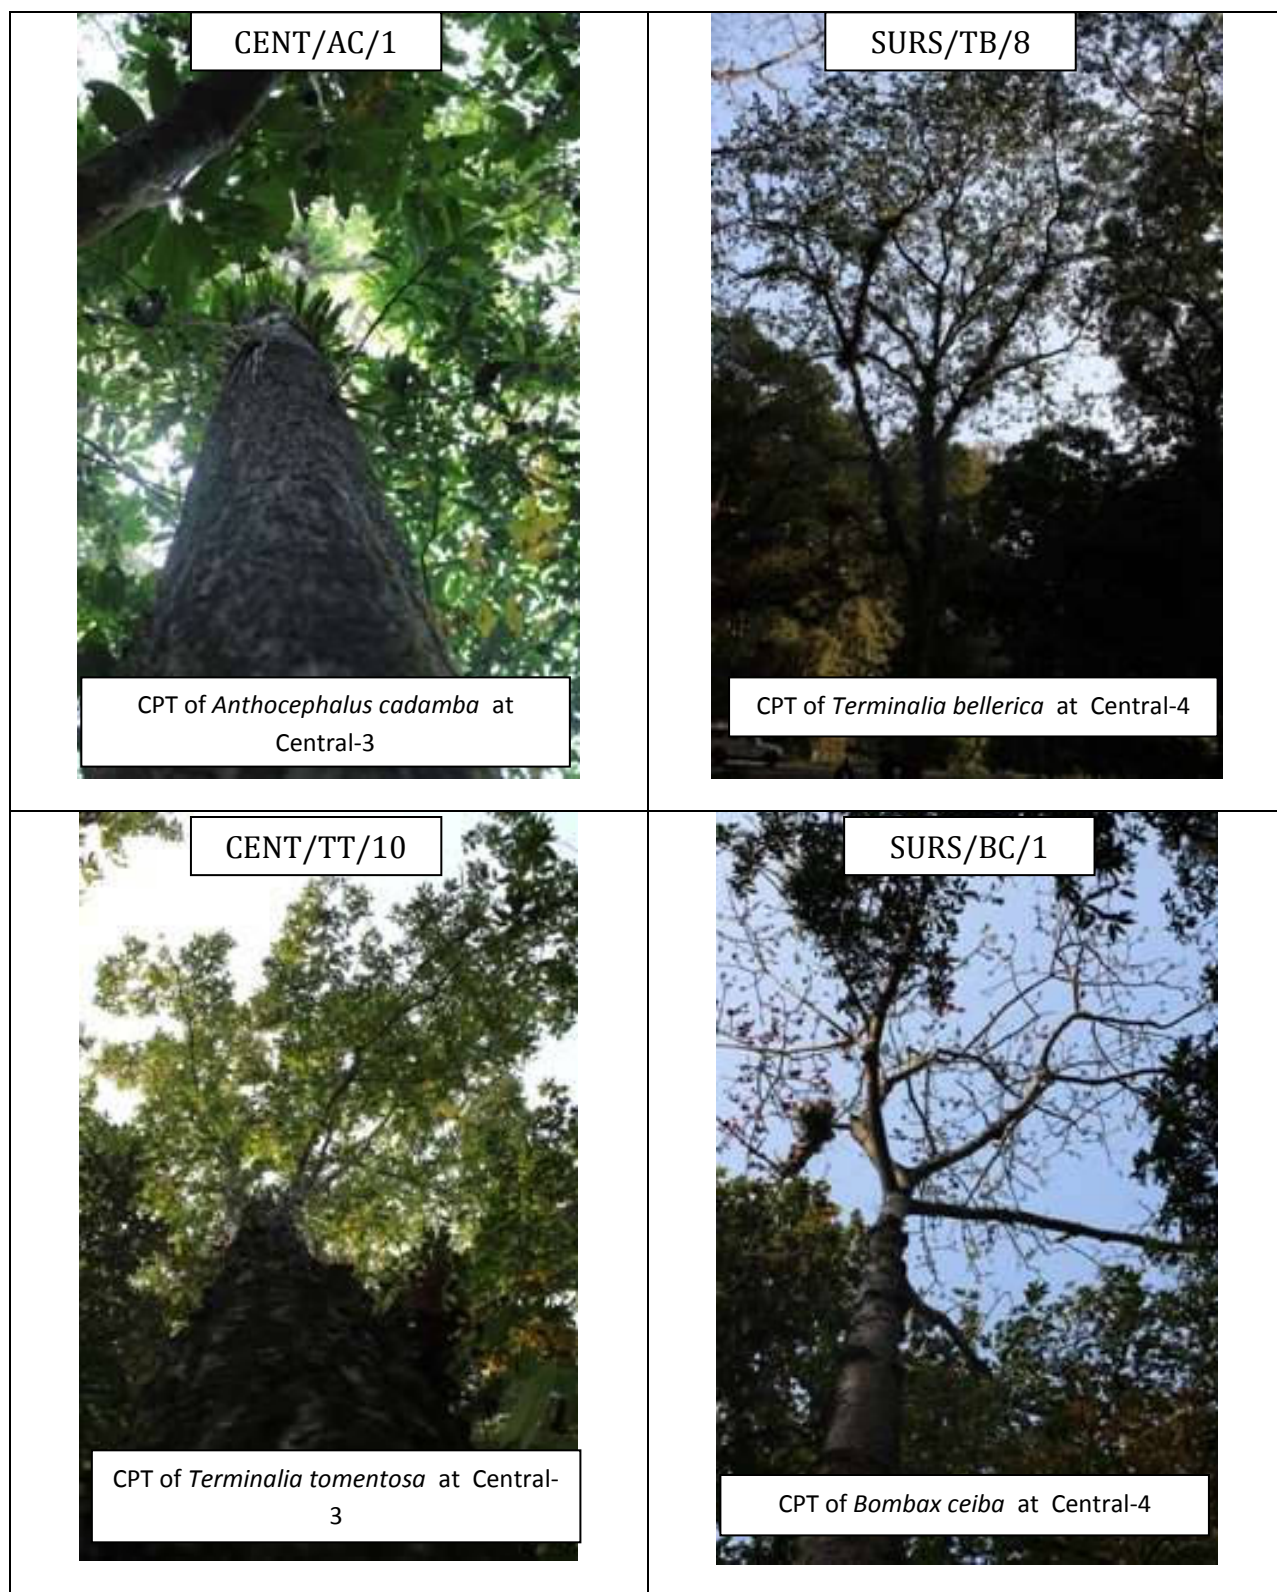 CENT/AC/1
CPT of Anthocephalus cadamba at
Central-3
SURS/TB/8
CPT of Terminalia bellerica at Central-4
CENT/TT/10
CPT of Terminalia tomentosa at Central-
3
SURS/BC/1
CPT of Bombax ceiba at Central-4